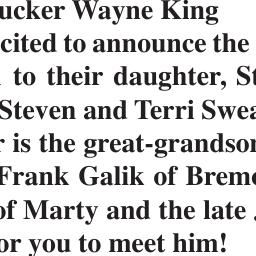 ucker Wayne King
cited to announce the
to their daughter, St
Steven and Terri Swea
r is the great-grandson
Frank Galik of Breme
of Marty and the late
or you to meet him!